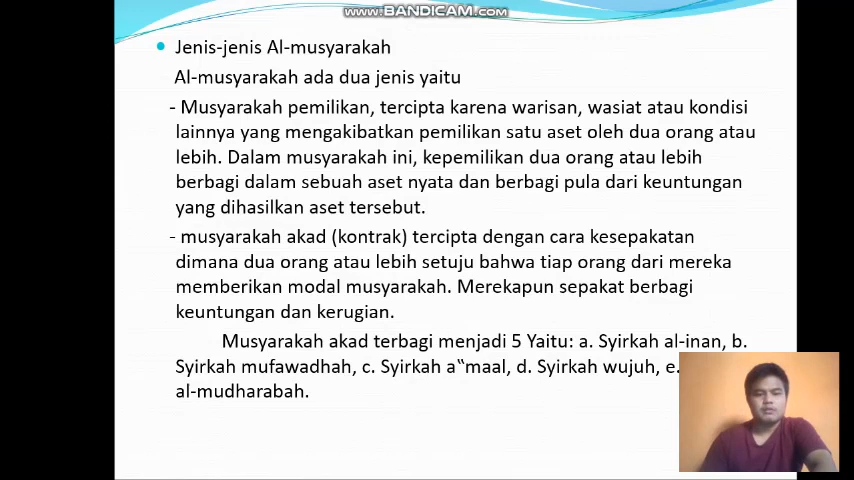 www.BANDICAM.com
Jenis-jenis Al-musyarakah
Al-musyarakah ada dua jenis yaitu
- Musyarakah pemilikan, tercipta karena warisan, wasiat atau kondisi
lainnya yang mengakibatkan pemilikan satu aset oleh dua orang atau
lebih. Dalam musyarakah ini, kepemilikan dua orang atau lebih
berbagi dalam sebuah aset nyata dan berbagi pula dari keuntungan
yang dihasilkan aset tersebut.
- musyarakah akad (kontrak) tercipta dengan cara kesepakatan
dimana dua orang atau lebih setuju bahwa tiap orang dari mereka
memberikan modal musyarakah. Merekapun sepakat berbagi
keuntungan dan kerugian.
Musyarakah akad terbagi menjadi 5 Yaitu: a. Syirkah al-inan, b.
Syirkah mufawadhah, c. Syirkah a‟maal, d. Syirkah wujuh, e.
al-mudharabah.